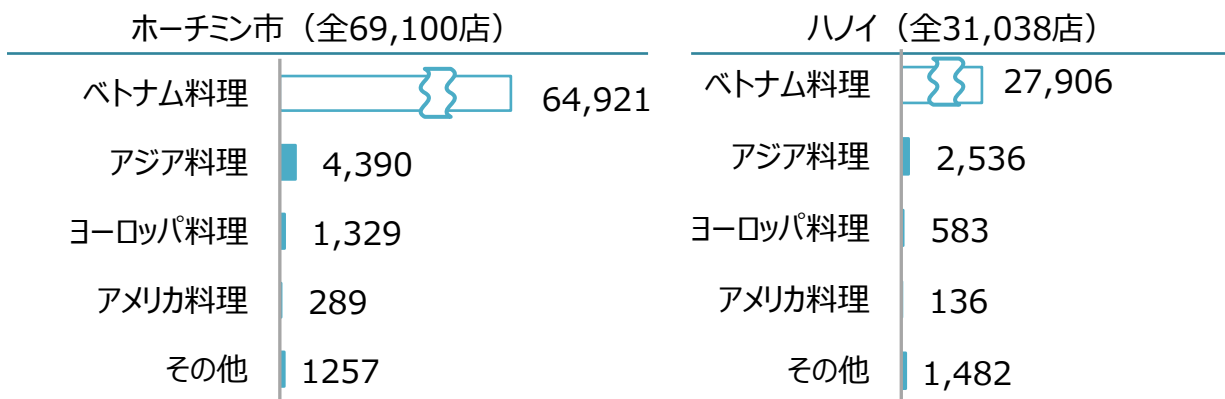 ホーチミン市（全69,100店）
ベトナム料理 64,921
アジア料理 4,390
ヨーロッパ料理 1,329
アメリカ料理 289
その他 1257
ハノイ（全31,038店）
ベトナム料理 27,906
アジア料理 2,536
ヨーロッパ料理 583
アメリカ料理 136
その他 1,482